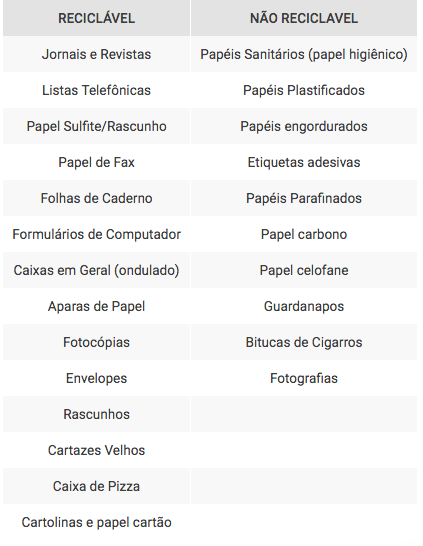 RECICLÁVEL NÃO RECICLAVEL
Jornais e Revistas Papéis Sanitários (papel higiênico)
Listas Telefônicas Papéis Plastificados
Papel Sulfite/Rascunho Papéis engordurados
Papel de Fax Etiquetas adesivas
Folhas de Caderno Papéis Parafinados
Formulários de Computador Papel carbono
Caixas em Geral (ondulado) Papel celofane
Aparas de Papel Guardanapos
Fotocópias Bitucas de Cigarros
Envelopes Fotografias
Rascunhos
Cartazes Velhos
Caixa de Pizza
Cartolinas e papel cartão